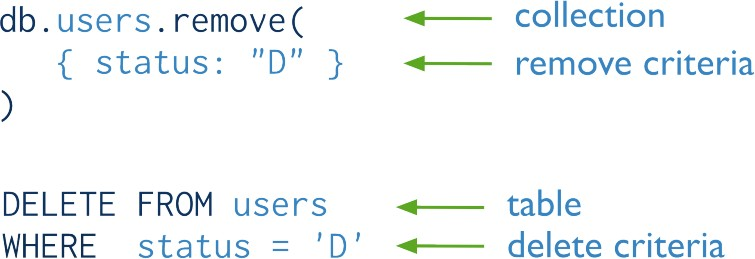 db.users.remove( collection
{ status: "D" } remove criteria
)
DELETE FROM users table
WHERE status = 'D' delete criteria